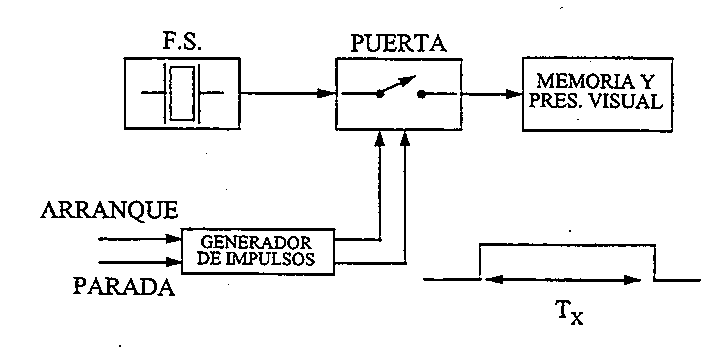 F.S.
PUERTA
MEMORIA Y
PRES. VISUAL
ARRANQUE
GENERADOR
DE IMPULSOS
PARADA
TX